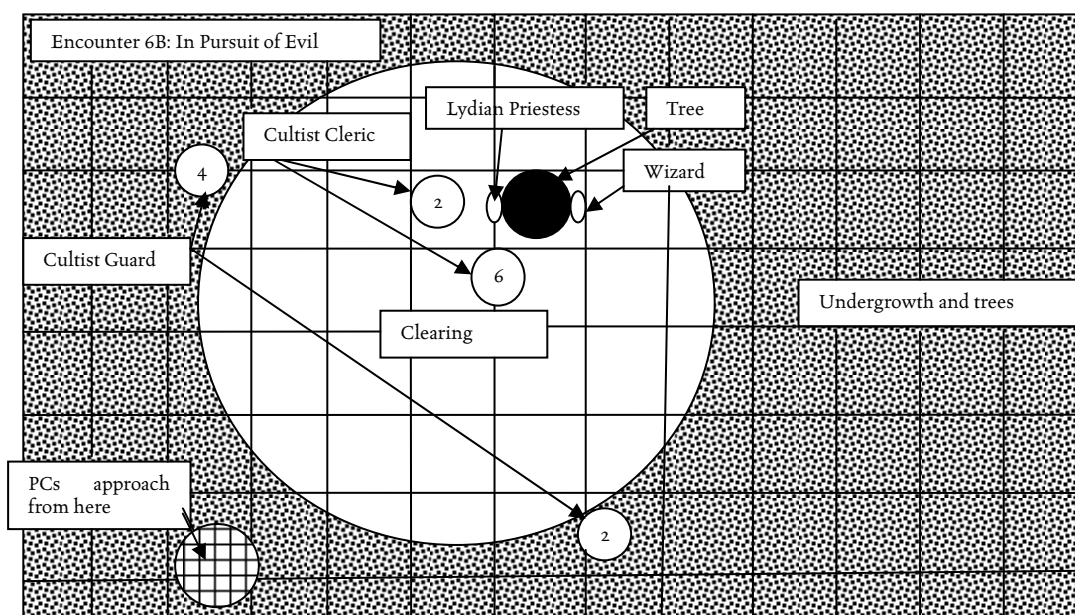 Encounter 6B: In Pursuit of Evil
Lydian Priestess
Tree
Cultist Cleric
Wizard
4
2
Cultist Guard
6
Undergrowth and trees
Clearing
PCs approach
from here
2